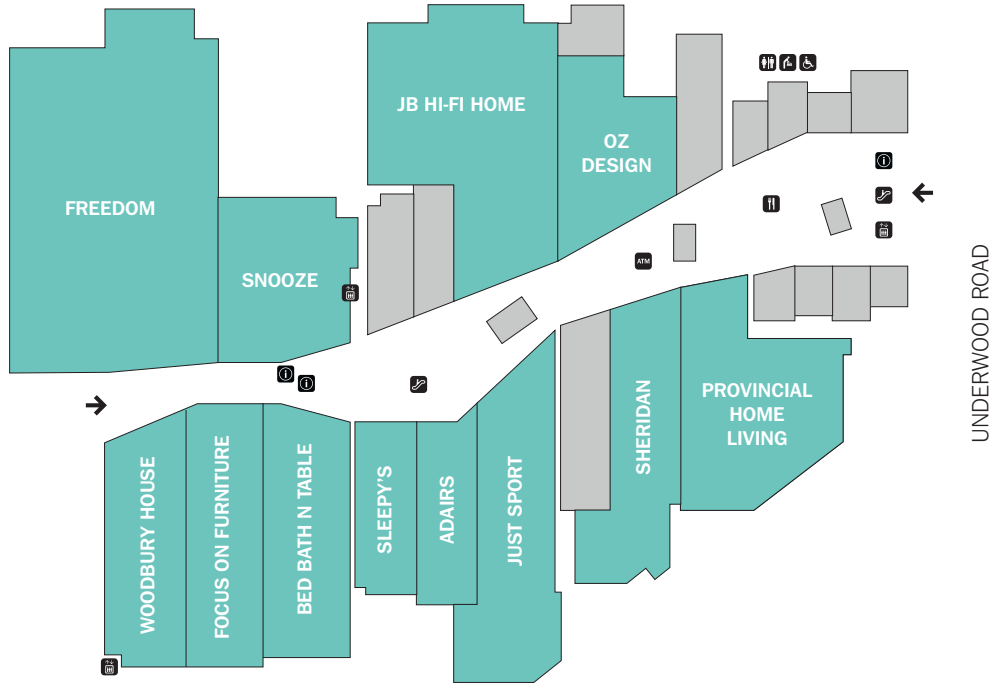 JB HI-FI HOME
OZ
DESIGN
FREEDOM
SNOOZE
ATM
UNDERWOOD ROAD
PROVINCIAL
HOME
LIVING
SHERIDAN
WOODBURY HOUSE
FOCUS ON FURNITURE
BED BATH N TABLE
SLEEPY'S
ADAIRS
JUST SPORT